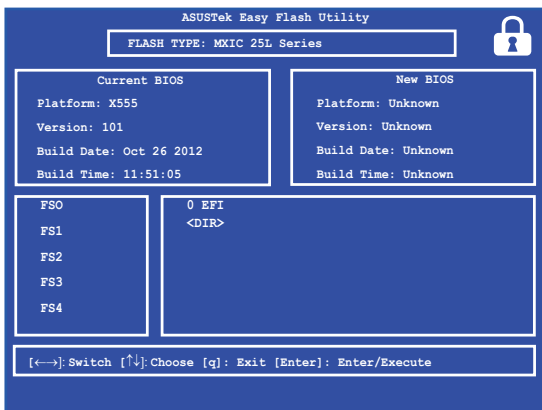 ASUSTek Easy Flash Utility
FLASH TYPE: MXIC 25L Series
Current BIOS
Platform: X555
Version: 101
Build Date: Oct 26 2012
Build Time: 11:51:05
New BIOS
Platform: Unknown
Version: Unknown
Build Date: Unknown
Build Time: Unknown
FSO
FS1
FS2
FS3
FS4
0 EFI
<DIR>
[←→]: Switch [↑↓]: Choose [q]: Exit [Enter]: Enter/Execute